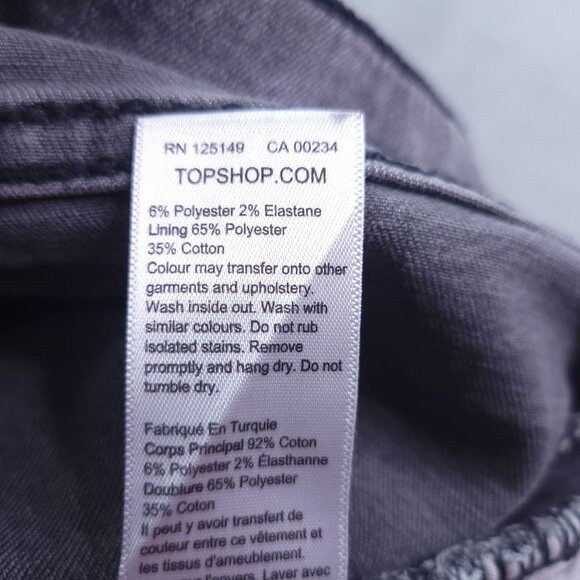 RN 125149 CA 00234
TOPSHOP.COM
6% Polyester 2% Elastane
Lining 65% Polyester
35% Cotton
Colour may transfer onto other
garments and upholstery.
Wash inside out. Wash with
similar colours. Do not rub
isolated stains. Remove
promptly and hang dry. Do not
tumble dry.
Fabriqué En Turquie
Corps Principal 92% Coton
6% Polyester 2% Élasthanne
Doublure 65% Polyester
35% Coton
Il peut y avoir transfert de
couleur entre ce vêtement et
les tissus d'ameublement.
l'envers. Laver avec